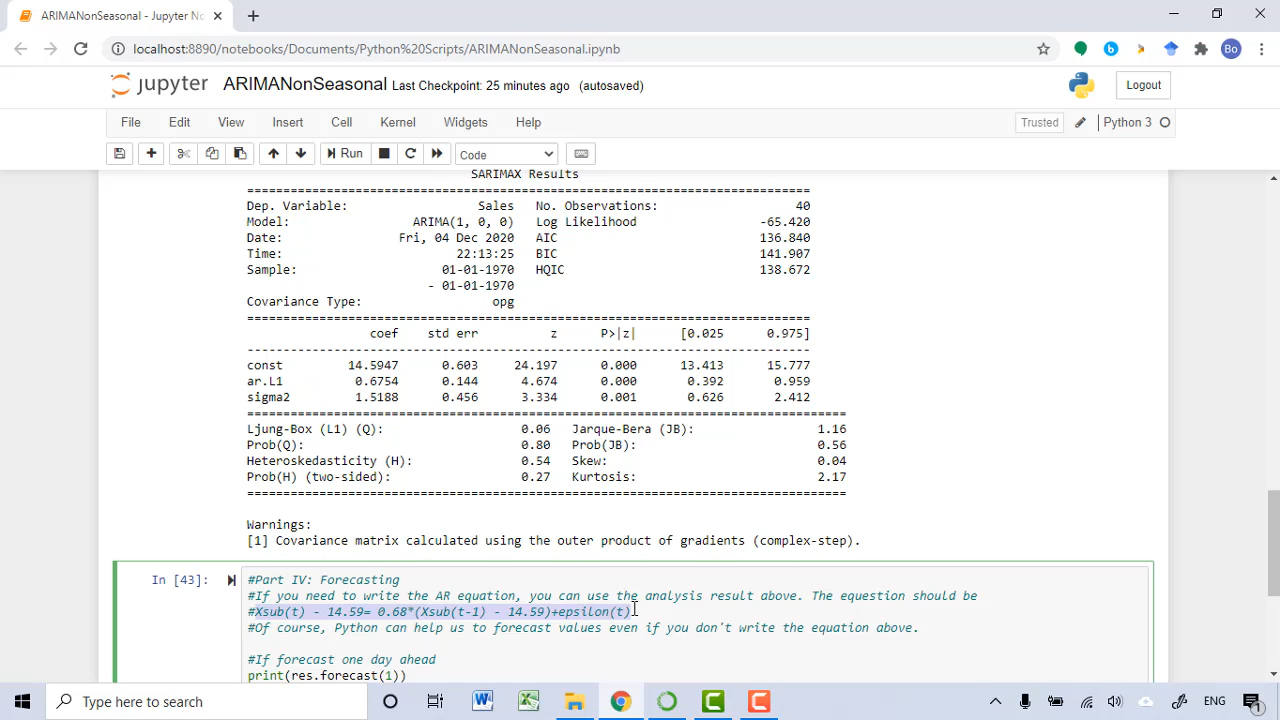 ARIMANonSeasonal - Jupyter No
localhost:8890/notebooks/Documents/Python%20Scripts/ARIMANonSeasonal.ipynb
Bo
jupyter ARIMANonSeasonal Last Checkpoint: 25 minutes ago (autosaved)
Logout
File Edit View Insert Cell Kernel Widgets Help
Trusted Python 3
Run Code
SARIMAX Results
==============================================================================
Dep. Variable: Sales No. Observations: 40
Model: ARIMA(1, 0, 0) Log Likelihood -65.420
Date: Fri, 04 Dec 2020 AIC 136.840
Time: 22:13:25 BIC 141.907
Sample: 01-01-1970 HQIC 138.672
- 01-01-1970
Covariance Type: opg
==============================================================================
coef std err z P>|z| [0.025 0.975]
------------------------------------------------------------------------------
const 14.5947 0.603 24.197 0.000 13.413 15.777
ar.L1 0.6754 0.144 4.674 0.000 0.392 0.959
sigma2 1.5188 0.456 3.334 0.001 0.626 2.412
===================================================================================
Ljung-Box (L1) (Q): 0.06 Jarque-Bera (JB): 1.16
Prob(Q): 0.80 Prob(JB): 0.56
Heteroskedasticity (H): 0.54 Skew: 0.04
Prob(H) (two-sided): 0.27 Kurtosis: 2.17
===================================================================================
Warnings:
[1] Covariance matrix calculated using the outer product of gradients (complex-step).
In [43]: #Part IV: Forecasting
#If you need to write the AR equation, you can use the analysis result above. The equestion should be
#Xsub(t) - 14.59= 0.68*(Xsub(t-1) - 14.59)+epsilon(t)
#Of course, Python can help us to forecast values even if you don't write the equation above.
#If forecast one day ahead
print(res.forecast(1))
Type here to search
ENG
1